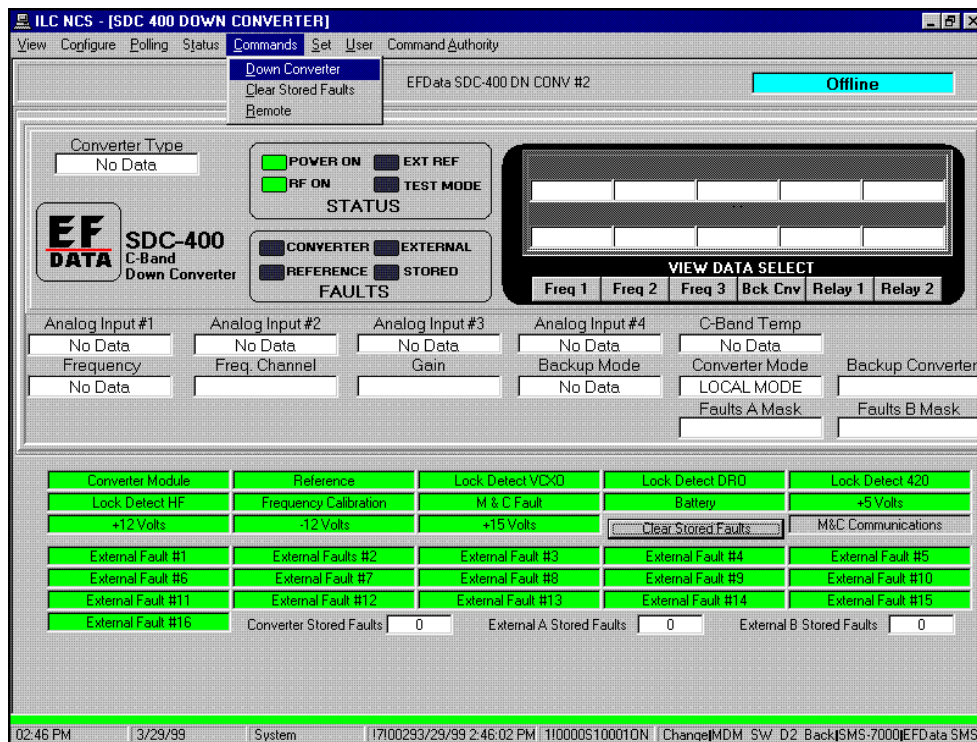 ILC NCS - [SDC 400 DOWN CONVERTER]
View Configure Polling Status Commands Set User Command Authority
Down Converter
Clear Stored Faults
Remote
EFData SDC-400 DN CONV #2
Offline
Converter Type
No Data
POWER ON EXT REF
RF ON TEST MODE
STATUS
EF
DATA
SDC-400
C-Band
Down Converter
CONVERTER EXTERNAL
REFERENCE STORED
FAULTS
VIEW DATA SELECT
Freq 1 Freq 2 Freq 3 Bck Cnv Relay 1 Relay 2
Analog Input #1 Analog Input #2 Analog Input #3 Analog Input #4 C-Band Temp
No Data No Data No Data No Data No Data
Frequency Freq. Channel Gain Backup Mode Converter Mode Backup Converter
No Data No Data LOCAL MODE
Faults A Mask Faults B Mask
Converter Module Reference Lock Detect VCXO Lock Detect DRO Lock Detect 420
Lock Detect HF Frequency Calibration M & C Fault Battery +5 Volts
+12 Volts -12 Volts +15 Volts Clear Stored Faults M&C Communications
External Fault #1 External Faults #2 External Fault #3 External Fault #4 External Fault #5
External Fault #6 External Fault #7 External Fault #8 External Fault #9 External Fault #10
External Fault #11 External Fault #12 External Fault #13 External Fault #14 External Fault #15
External Fault #16 Converter Stored Faults 0 External A Stored Faults 0 External B Stored Faults 0
02:46 PM 3/29/99 System !7!00293/29/99 2:46:02 PM 1!0000S10001ON Change MDM_SW_D2_Back SMS-7000 EFData SMS